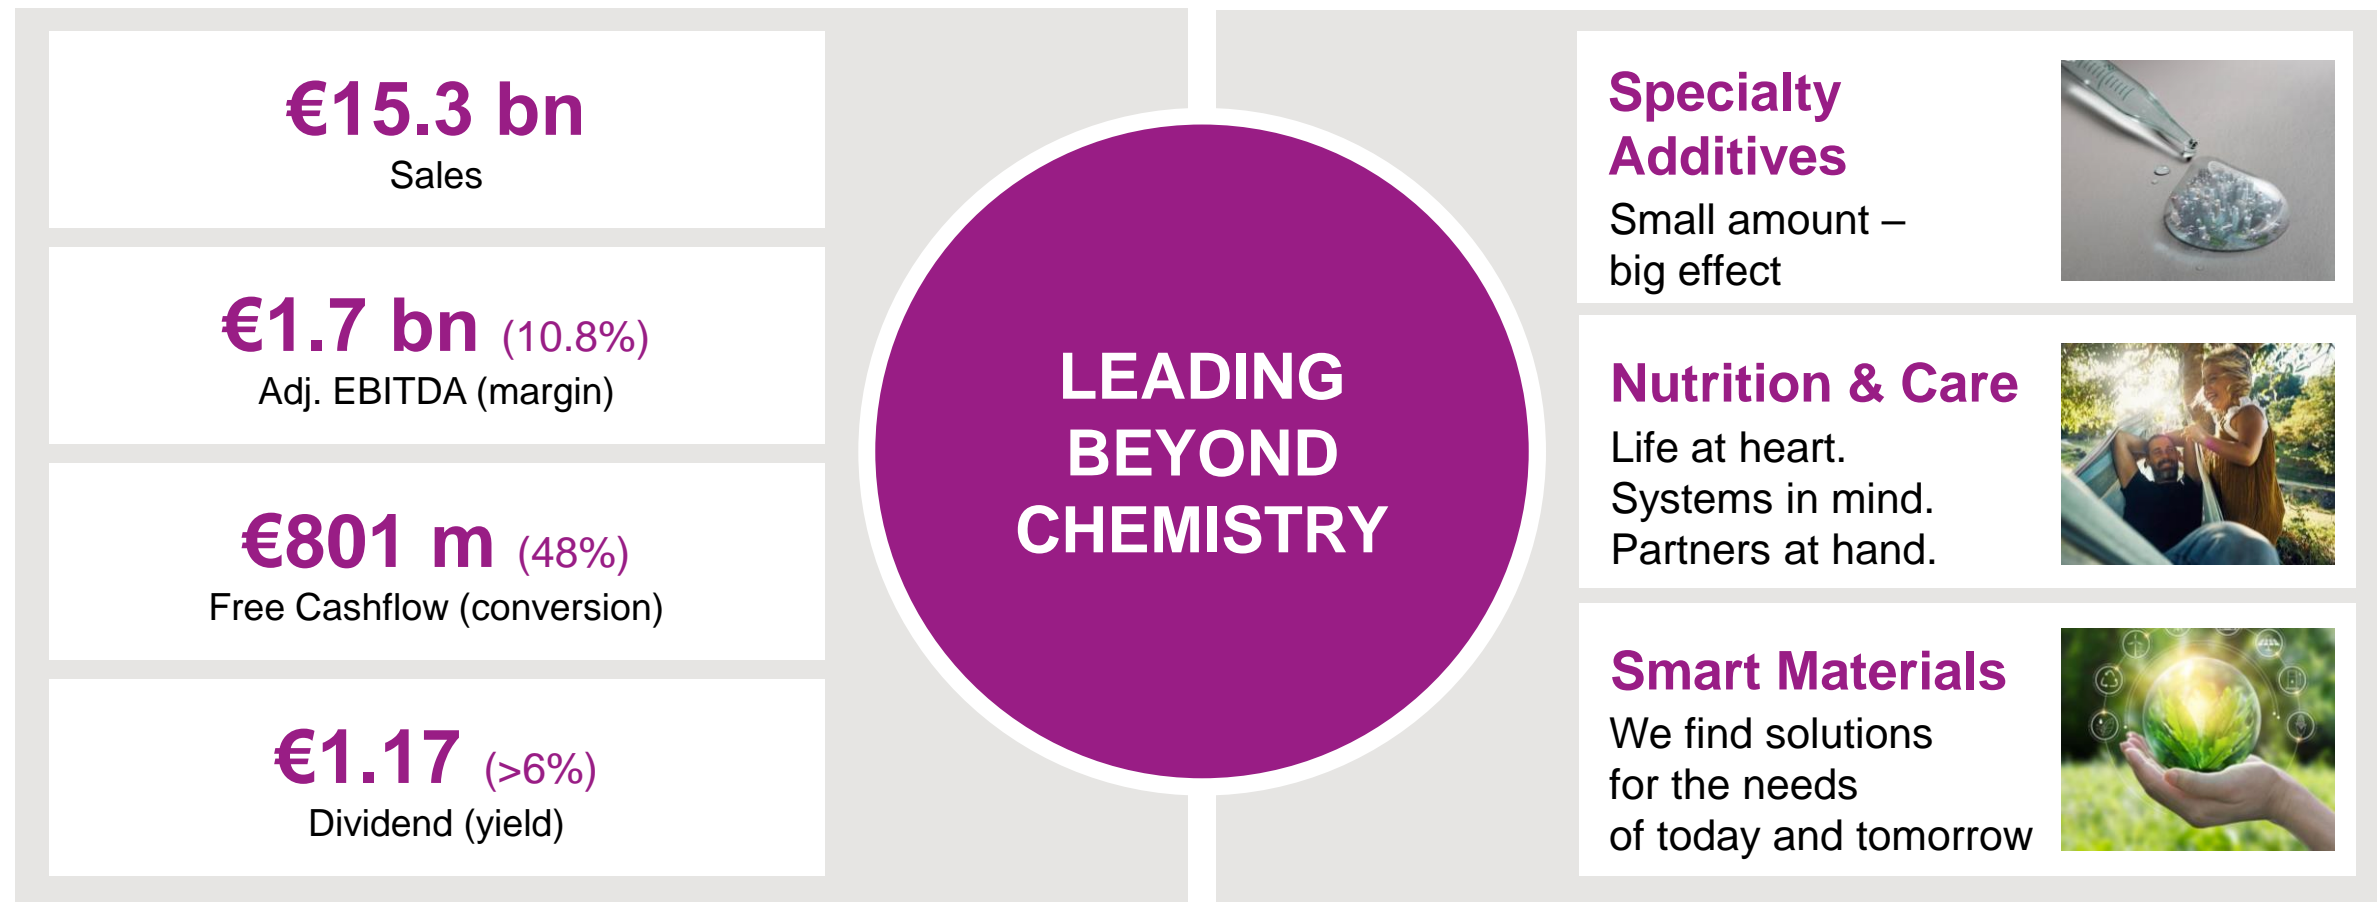 €15.3 bn
Sales
€1.7 bn (10.8%)
Adj. EBITDA (margin)
€801 m (48%)
Free Cashflow (conversion)
€1.17 (>6%)
Dividend (yield)
LEADING
BEYOND
CHEMISTRY
Specialty
Additives
Small amount –
big effect
Nutrition & Care
Life at heart.
Systems in mind.
Partners at hand.
Smart Materials
We find solutions
for the needs
of today and tomorrow